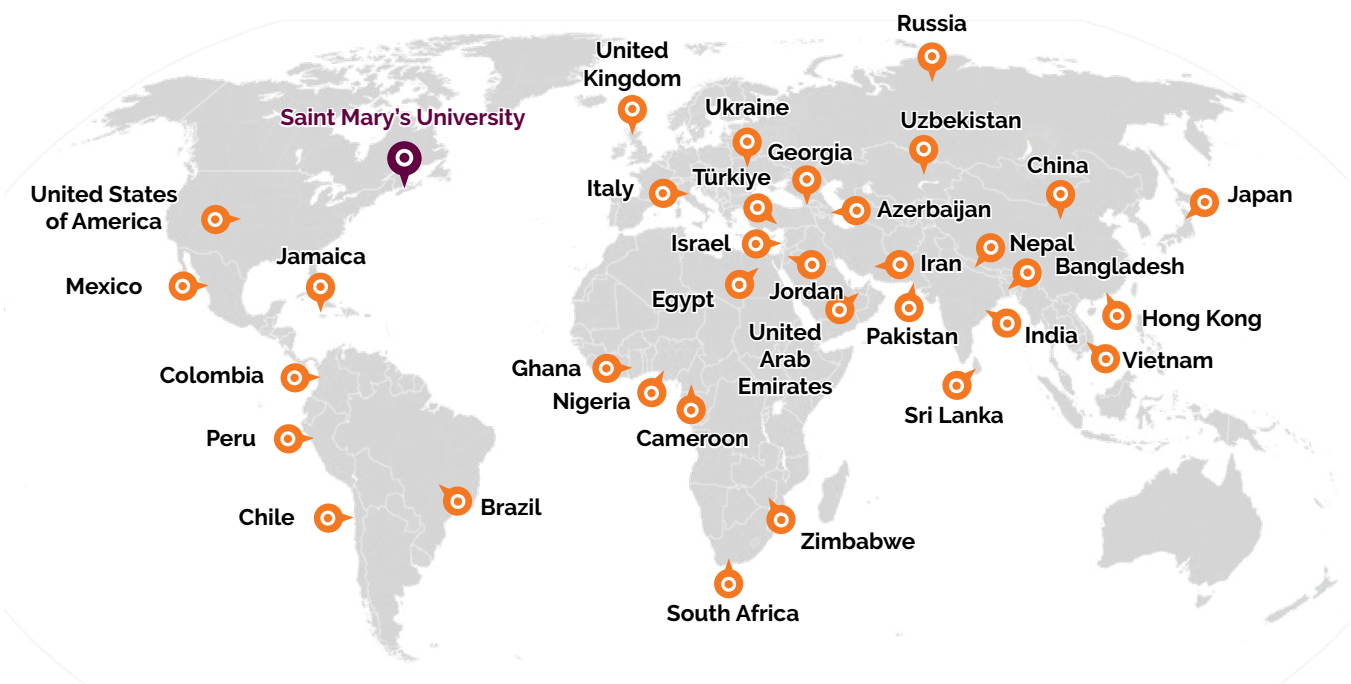 Russia
United
Kingdom
Ukraine
Saint Mary's University
Uzbekistan
Georgia
China
Türkiye
Italy
United States
of America
Japan
Azerbaijan
Israel
Nepal
Jamaica
Iran
Bangladesh
Mexico
Egypt
Jordan
Hong Kong
United
Arab
Emirates
Pakistan
India
Vietnam
Ghana
Colombia
Nigeria
Sri Lanka
Cameroon
Peru
Brazil
Chile
Zimbabwe
South Africa